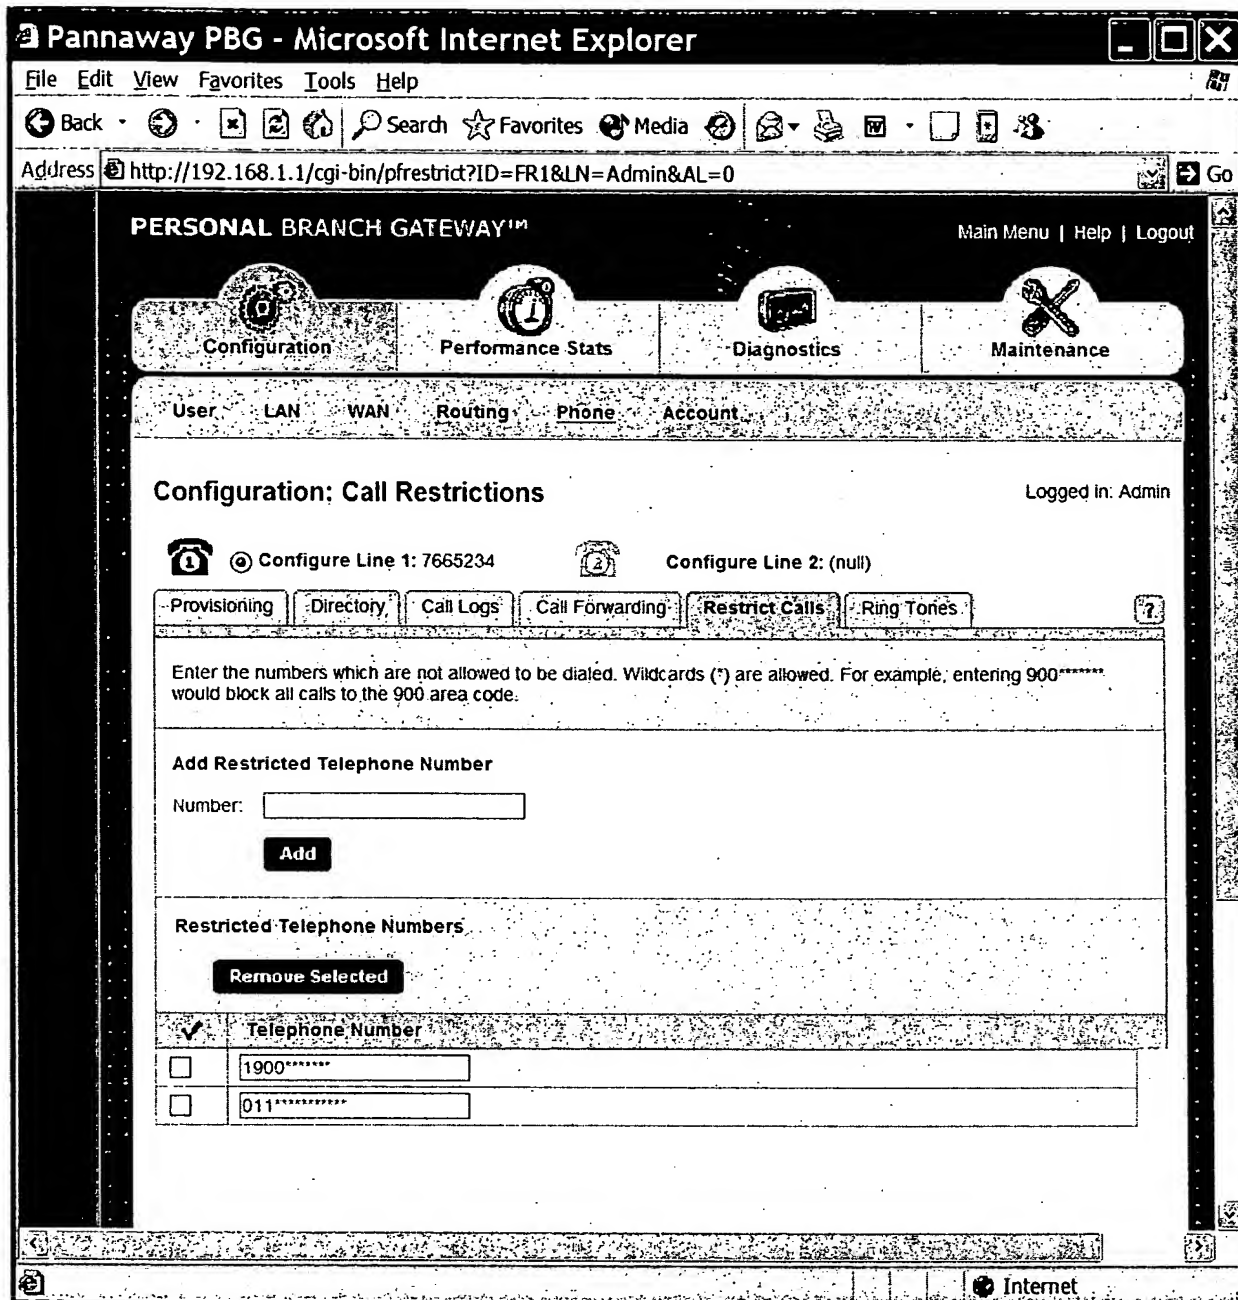 Pannaway PBG - Microsoft Internet Explorer
File Edit View Favorites Tools Help
Back Search Favorites Media
Address http://192.168.1.1/cgi-bin/pfrestrict?ID=FR1&LN=Admin&AL=0 Go
PERSONAL BRANCH GATEWAY™ Main Menu | Help | Logout
Configuration Performance Stats Diagnostics Maintenance
User LAN WAN Routing Phone Account
Configuration: Call Restrictions Logged in: Admin
1 Configure Line 1: 7665234 2 Configure Line 2: (null)
Provisioning Directory Call Logs Call Forwarding Restrict Calls Ring Tones ?
Enter the numbers which are not allowed to be dialed. Wildcards (*) are allowed. For example, entering 900*******
would block all calls to the 900 area code.
Add Restricted Telephone Number
Number:
Add
Restricted Telephone Numbers
Remove Selected
Telephone Number
1900*******
011***********
Internet